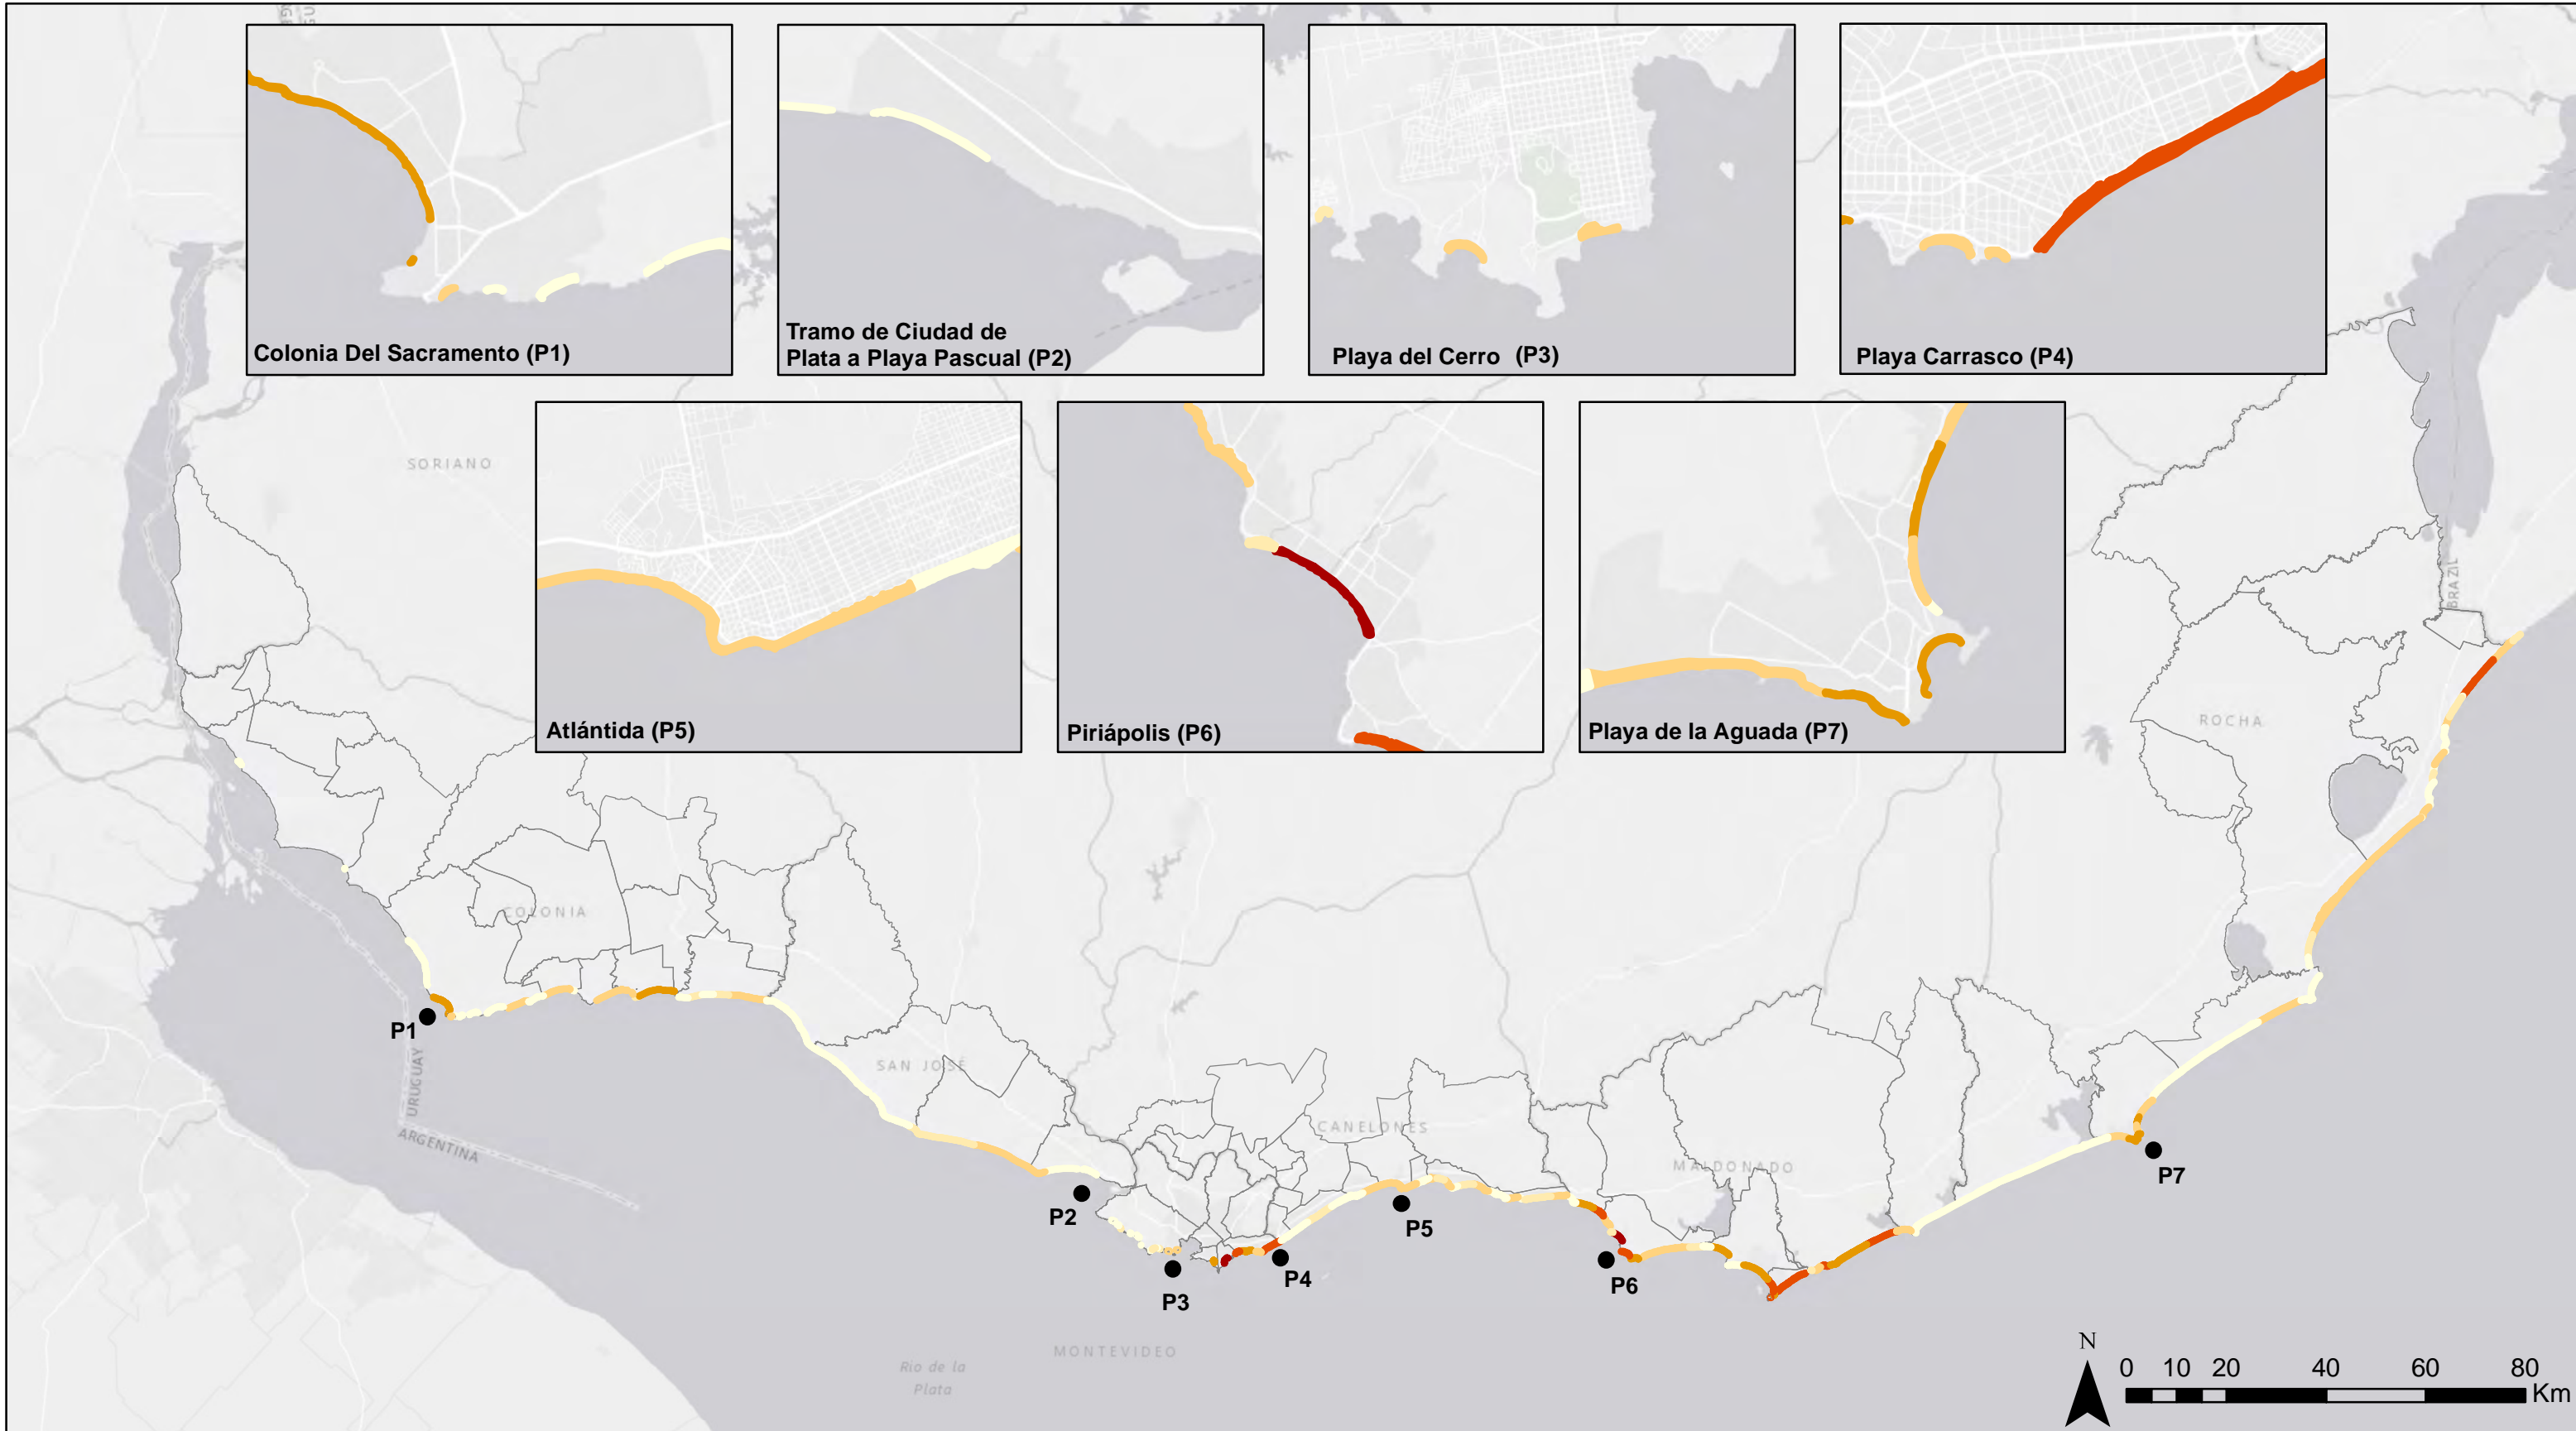 Colonia Del Sacramento (P1)
Tramo de Ciudad de
Plata a Playa Pascual (P2)
Playa del Cerro (P3)
Playa Carrasco (P4)
SORIANO
Atlántida (P5)
Piriápolis (P6)
Playa de la Aguada (P7)
BRAZIL
ROCHA
COLONIA
P1
URUGUAY
ARGENTINA
SAN JOSÉ
CANELONES
MALDONADO
P2
P3
P4
P5
P6
P7
MONTEVIDEO
Rio de la
Plata
N
0 10 20 40 60 80
Km